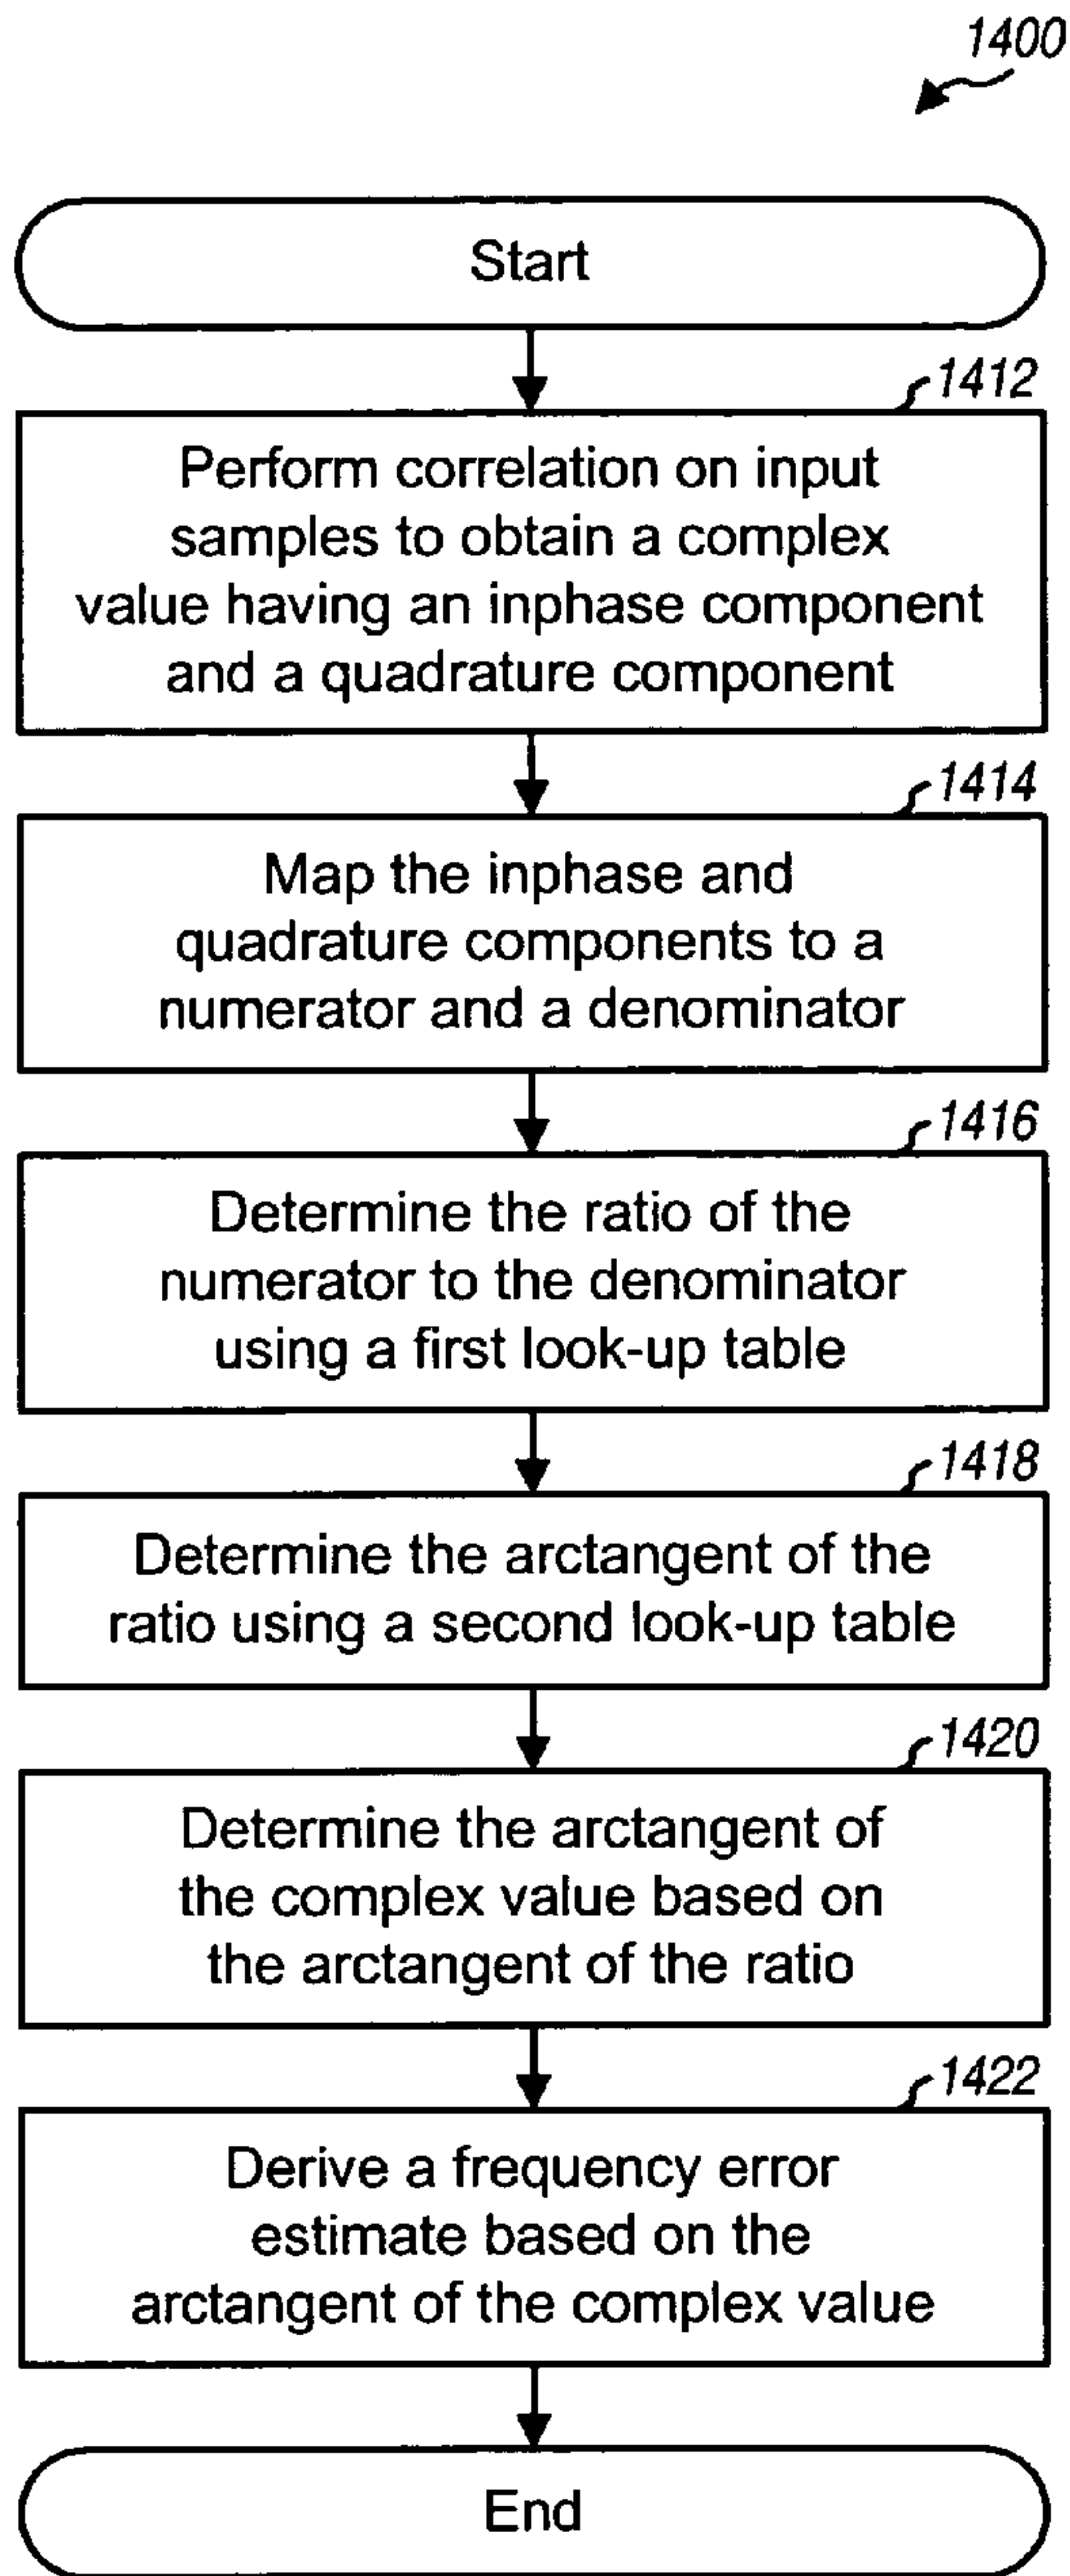 1400
Start
1412
Perform correlation on input
samples to obtain a complex
value having an inphase component
and a quadrature component
1414
Map the inphase and
quadrature components to a
numerator and a denominator
1416
Determine the ratio of the
numerator to the denominator
using a first look-up table
1418
Determine the arctangent of the
ratio using a second look-up table
1420
Determine the arctangent of
the complex value based on
the arctangent of the ratio
1422
Derive a frequency error
estimate based on the
arctangent of the complex value
End